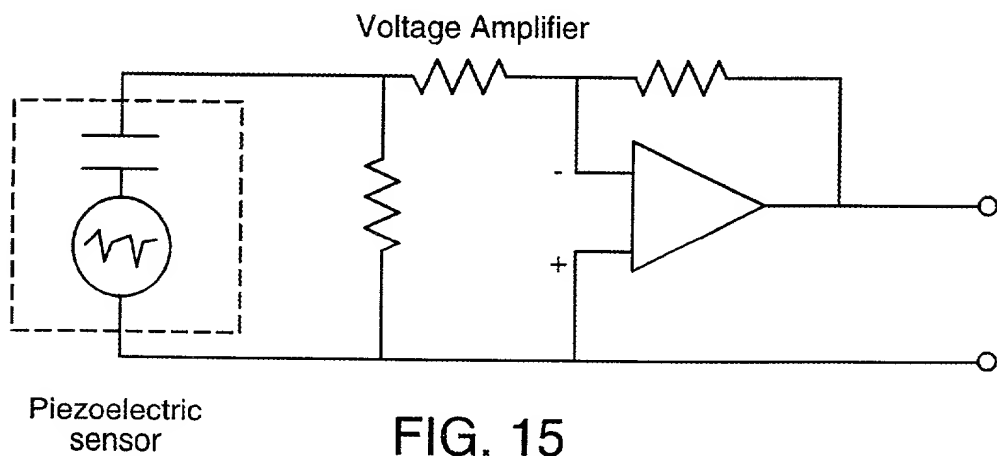 Voltage Amplifier
-
+
Piezoelectric
sensor
FIG. 15